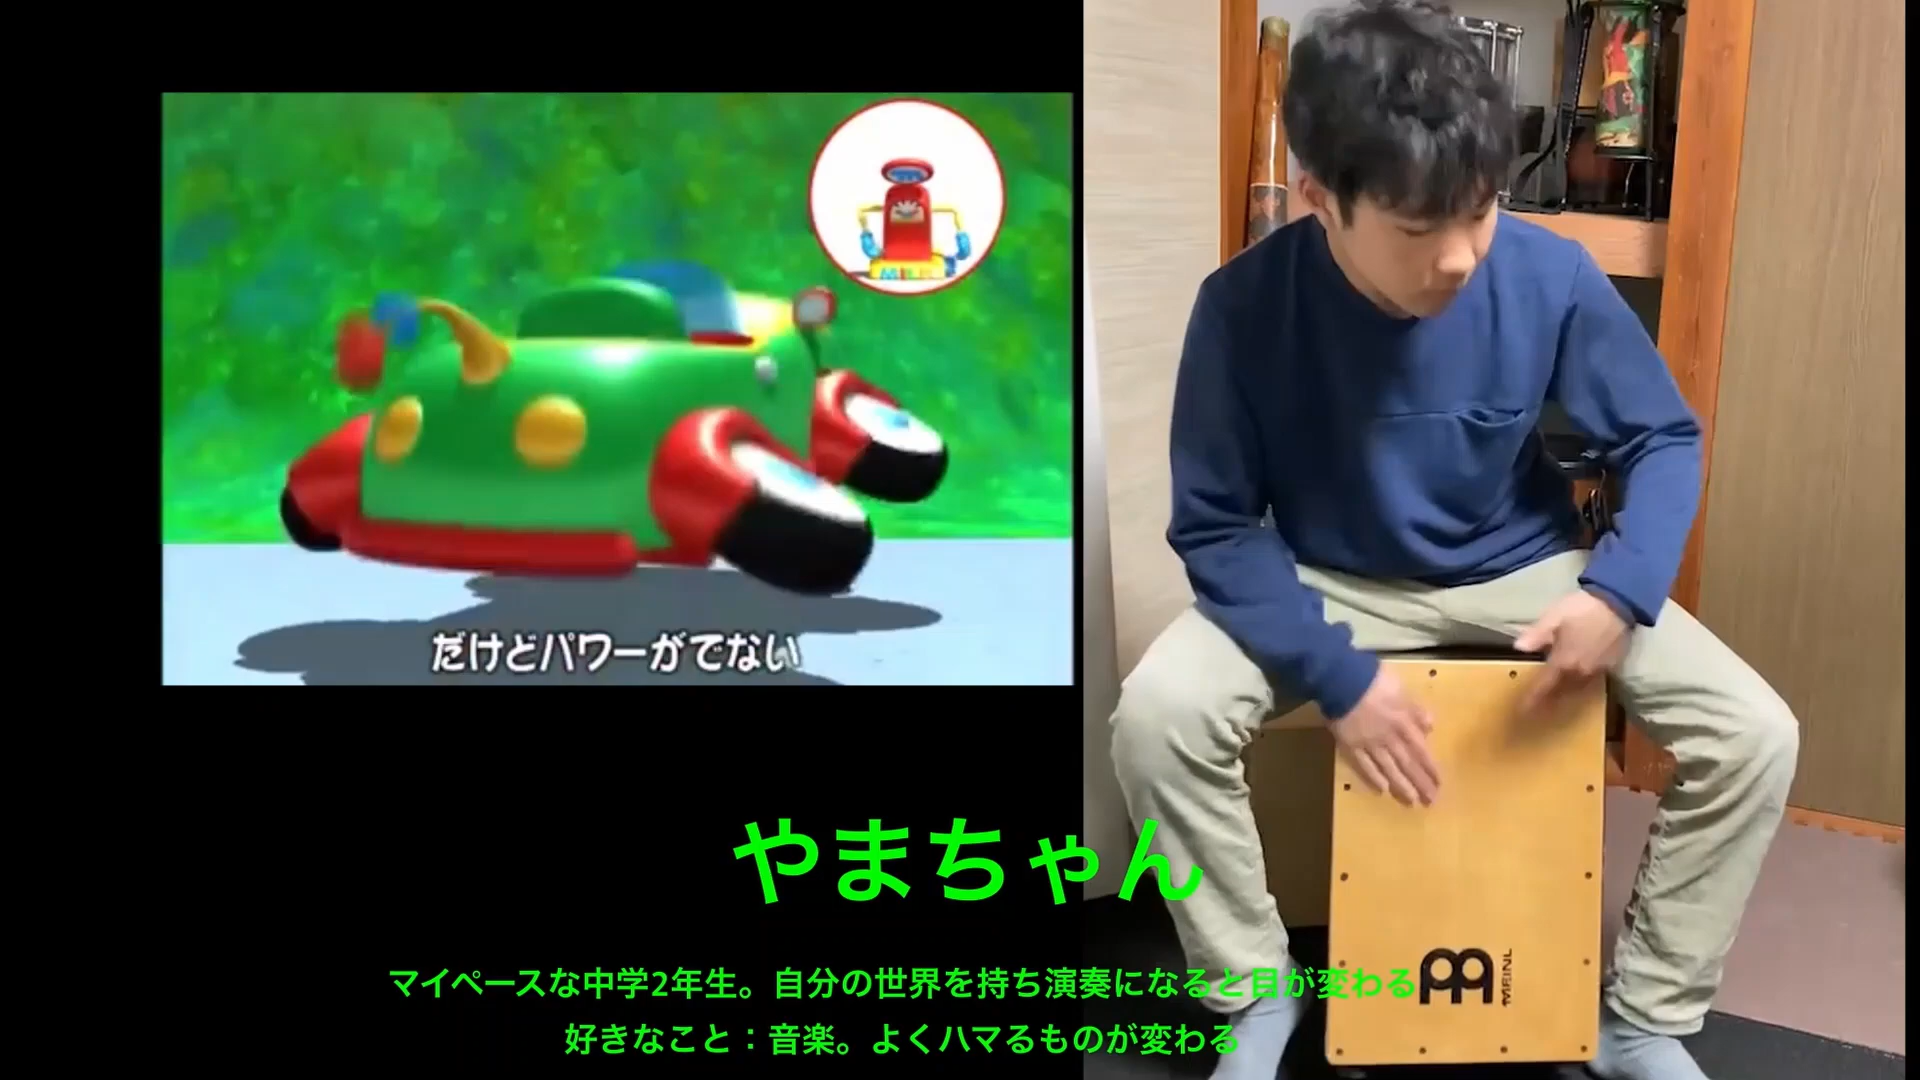 MILK
だけどパワーがでない
やまちゃん
マイペースな中学2年生。自分の世界を持ち演奏になると目が変わる
好きなこと：音楽。よくハマるものが変わる
MEINL